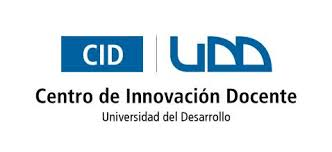 CID UDD
Centro de Innovación Docente
Universidad del Desarrollo